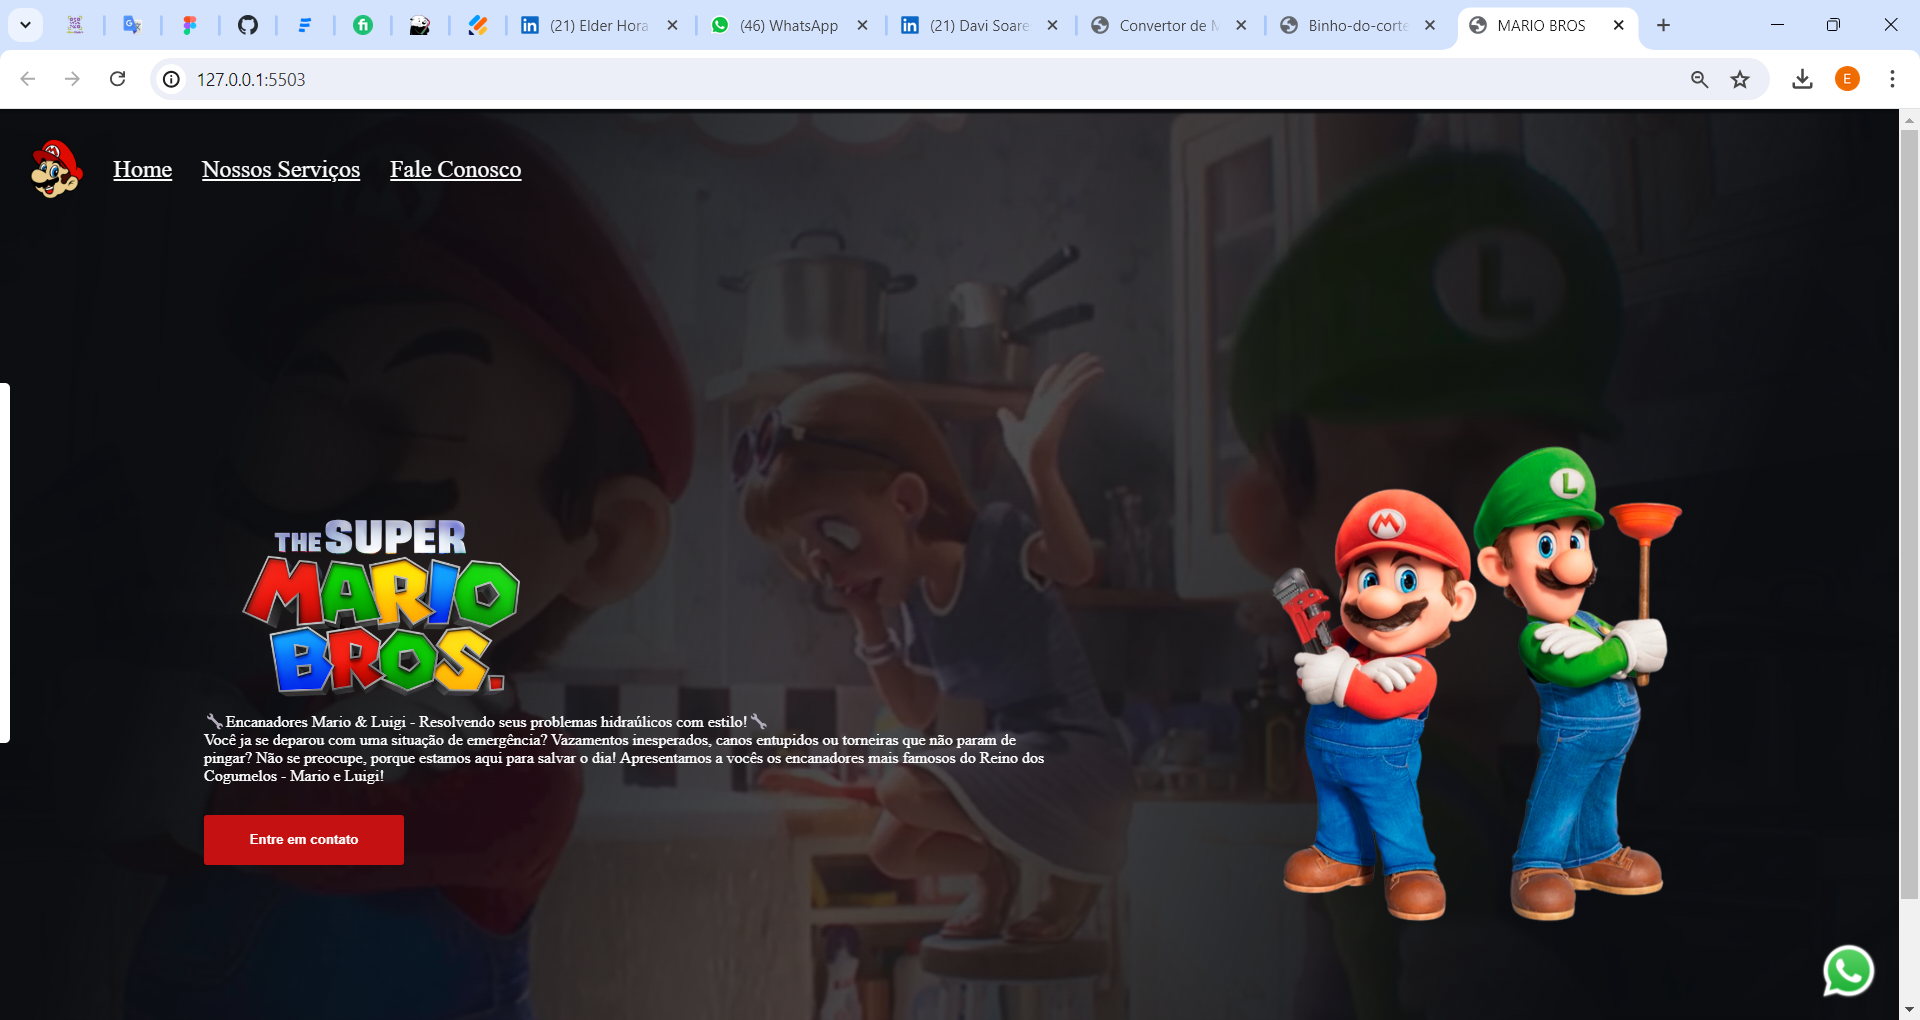 (21) Elder Hora
(46) WhatsApp
(21) Davi Soare
Convertor de M
Binho-do-corte
MARIO BROS
127.0.0.1:5503
E
Home
Nossos Serviços
Fale Conosco
L
M
L
THE SUPER
MARIO
BROS.
🔧Encanadores Mario & Luigi - Resolvendo seus problemas hidraúlicos com estilo!🔧
Você ja se deparou com uma situação de emergência? Vazamentos inesperados, canos entupidos ou torneiras que não param de
pingar? Não se preocupe, porque estamos aqui para salvar o dia! Apresentamos a vocês os encanadores mais famosos do Reino dos
Cogumelos - Mario e Luigi!
Entre em contato